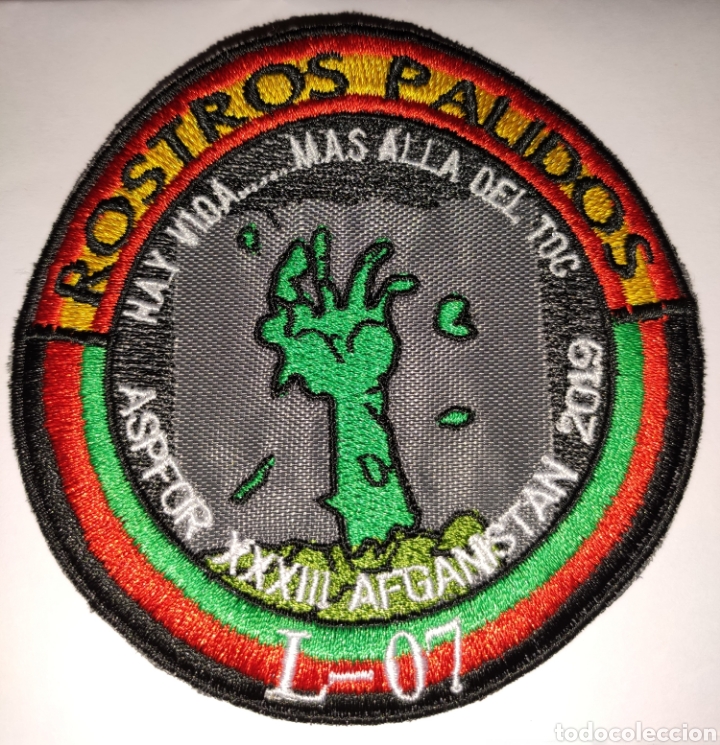 ROSTROS PALIDOS
HAY VIDA......MAS ALLA DEL TOC
ASPFOR XXXIII AFGANISTAN 2019
L-07
todocoleccion